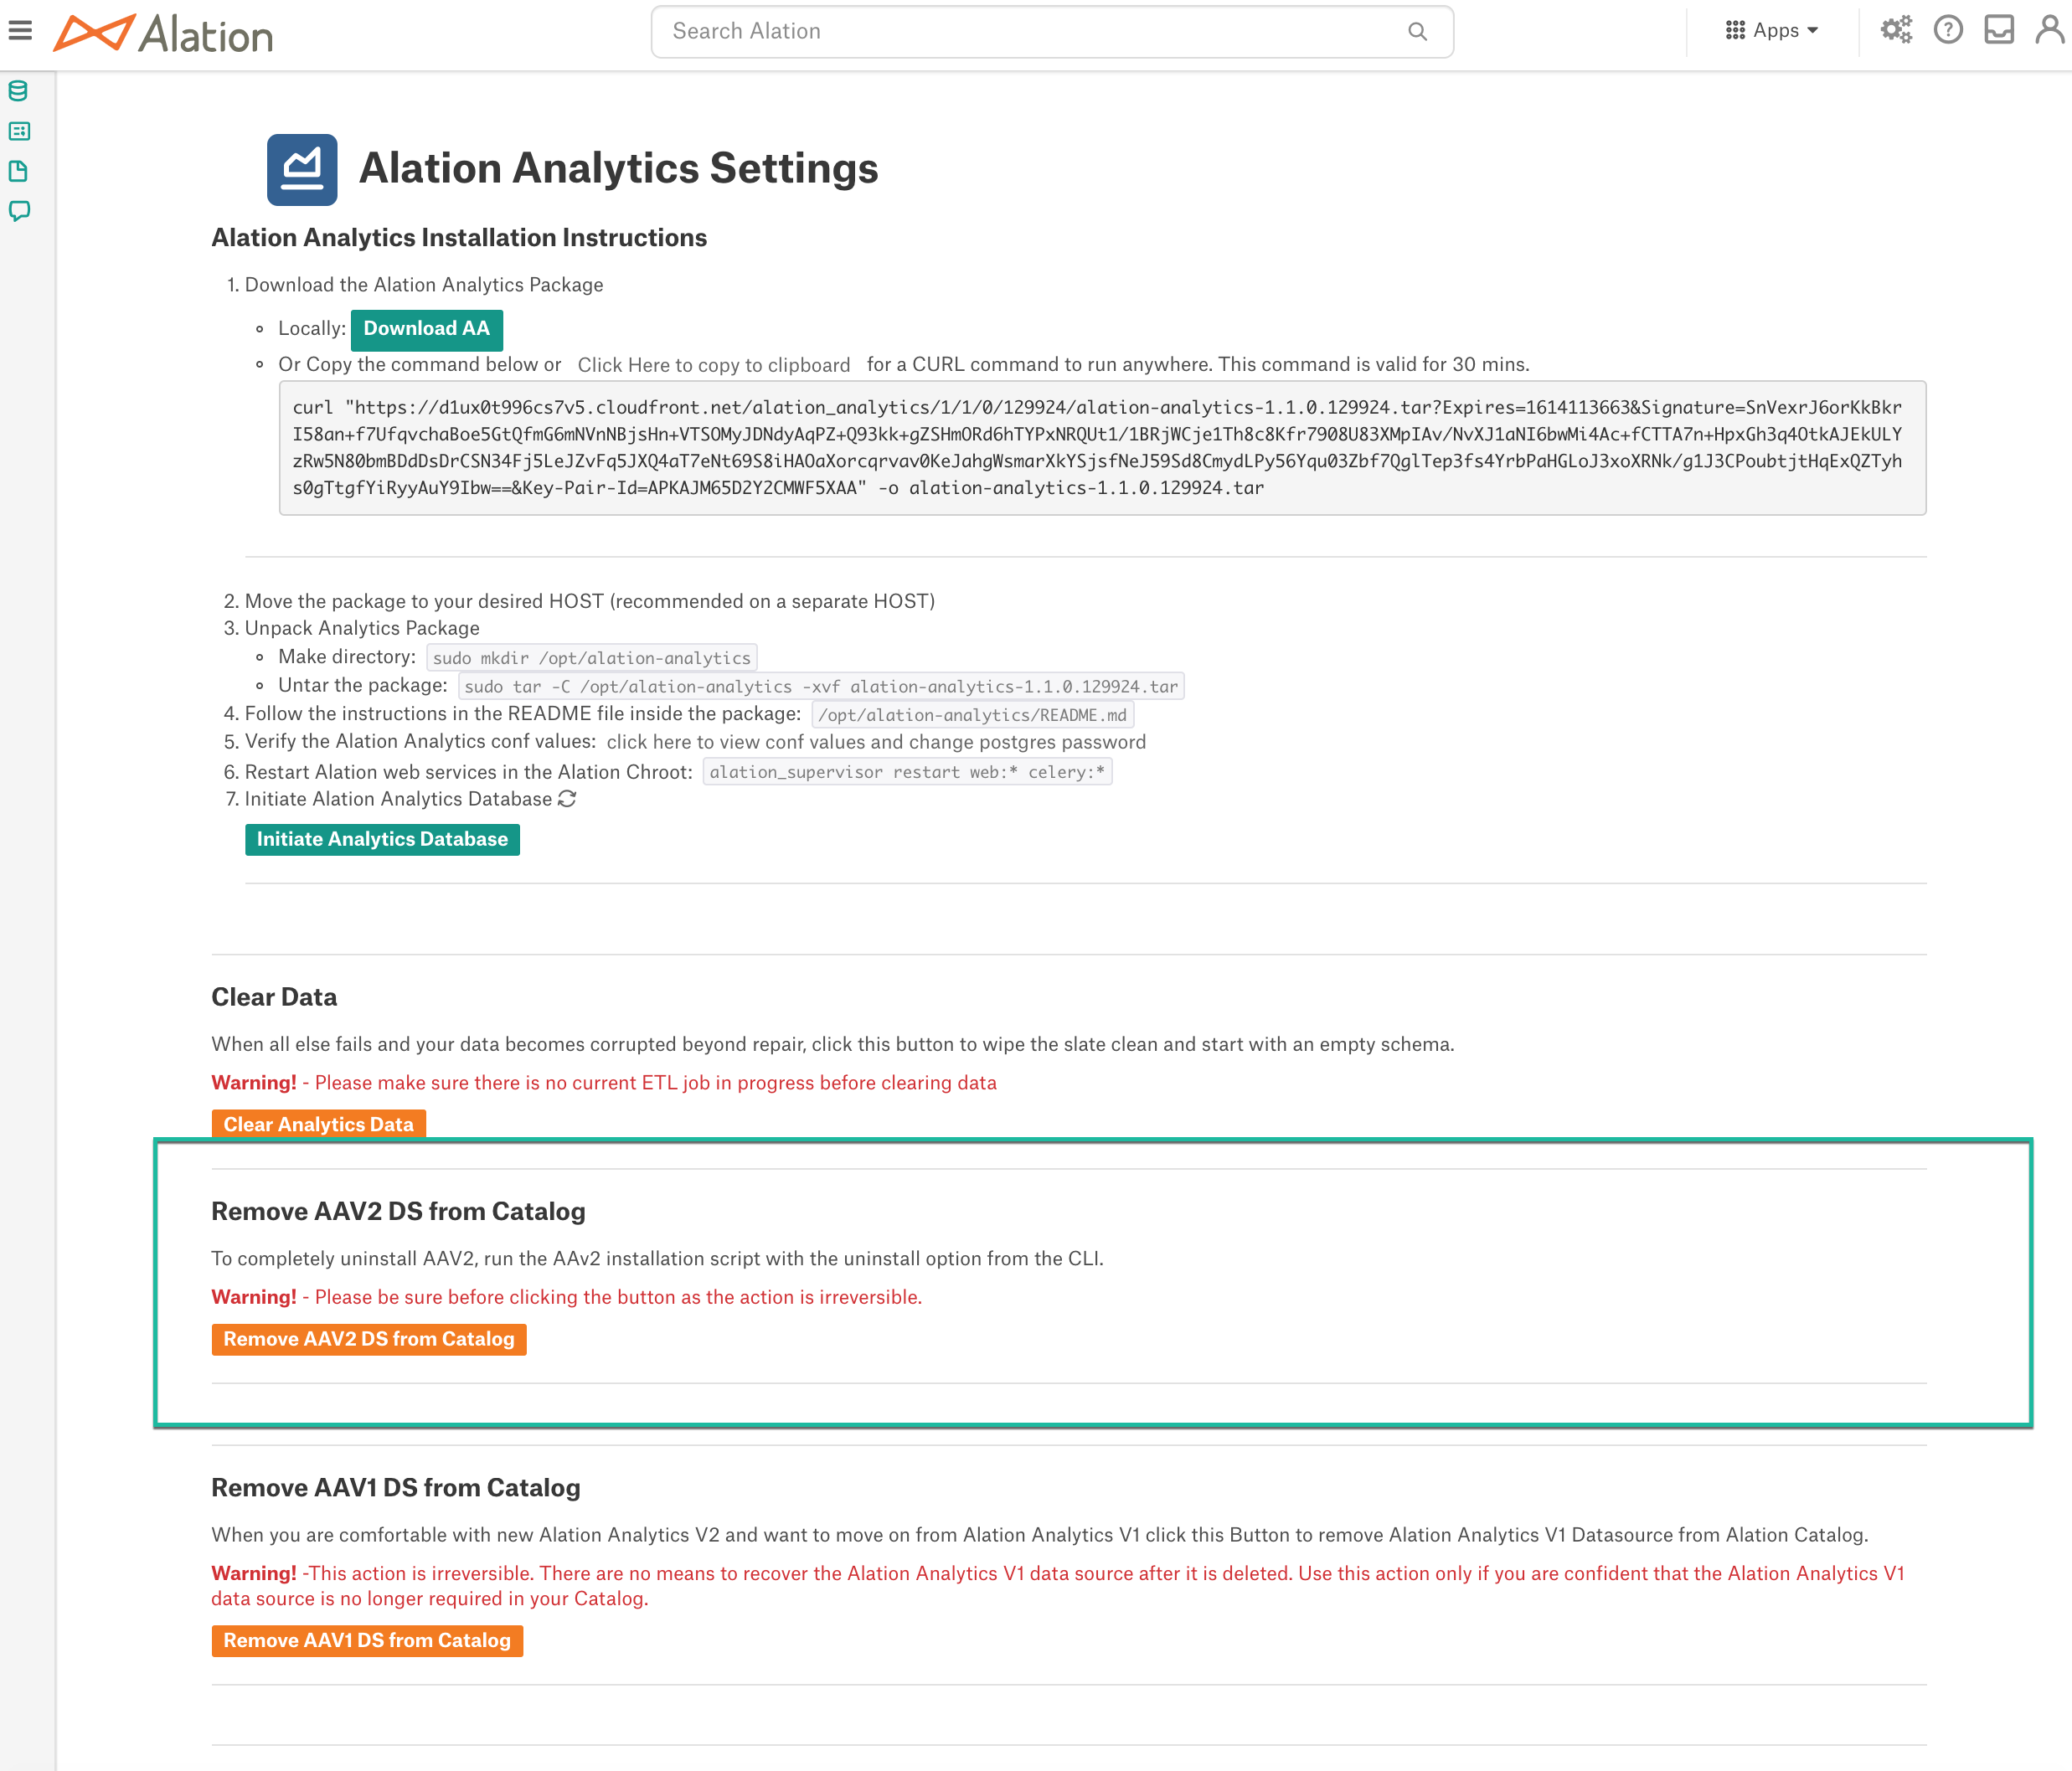 Alation
Search Alation
Apps
Alation Analytics Settings
Alation Analytics Installation Instructions
1. Download the Alation Analytics Package
Locally: Download AA
Or Copy the command below or Click Here to copy to clipboard for a CURL command to run anywhere. This command is valid for 30 mins.
curl "https://d1ux0t996cs7v5.cloudfront.net/alation_analytics/1/1/0/129924/alation-analytics-1.1.0.129924.tar?Expires=1614113663&Signature=SnVexrJ6orKkBkr
I58an+f7UfqvchaBoe5GtQfmG6mNVnNBjsHn+VTSOMyJDNdyAqPZ+Q93kk+gZSHmORd6hTYPxNRQUt1/1BRjWCje1Th8c8Kfr7908U83XMpIAv/NvXJ1aNI6bwMi4Ac+fCTTA7n+HpxGh3q4OtkAJEkULY
zRw5N80bmBDdDsDrCSN34Fj5LeJZvFq5JXQ4aT7eNt69S8iHAOaXorcqrvav0KeJahgWsmarXkYSjsfNeJ59Sd8CmydLPy56Yqu03Zbf7QglTep3fs4YrbPaHGLoJ3xoXRNk/g1J3CPoubtjtHqExQZTyh
s0gTtgfYiRyyAuY9Ibw==&Key-Pair-Id=APKAJM65D2Y2CMWF5XAA" -o alation-analytics-1.1.0.129924.tar
2. Move the package to your desired HOST (recommended on a separate HOST)
3. Unpack Analytics Package
Make directory: sudo mkdir /opt/alation-analytics
Untar the package: sudo tar -C /opt/alation-analytics -xvf alation-analytics-1.1.0.129924.tar
4. Follow the instructions in the README file inside the package: /opt/alation-analytics/README.md
5. Verify the Alation Analytics conf values: click here to view conf values and change postgres password
6. Restart Alation web services in the Alation Chroot: alation_supervisor restart web:* celery:*
7. Initiate Alation Analytics Database
Initiate Analytics Database
Clear Data
When all else fails and your data becomes corrupted beyond repair, click this button to wipe the slate clean and start with an empty schema.
Warning! - Please make sure there is no current ETL job in progress before clearing data
Clear Analytics Data
Remove AAV2 DS from Catalog
To completely uninstall AAV2, run the AAv2 installation script with the uninstall option from the CLI.
Warning! - Please be sure before clicking the button as the action is irreversible.
Remove AAV2 DS from Catalog
Remove AAV1 DS from Catalog
When you are comfortable with new Alation Analytics V2 and want to move on from Alation Analytics V1 click this Button to remove Alation Analytics V1 Datasource from Alation Catalog.
Warning! -This action is irreversible. There are no means to recover the Alation Analytics V1 data source after it is deleted. Use this action only if you are confident that the Alation Analytics V1
data source is no longer required in your Catalog.
Remove AAV1 DS from Catalog